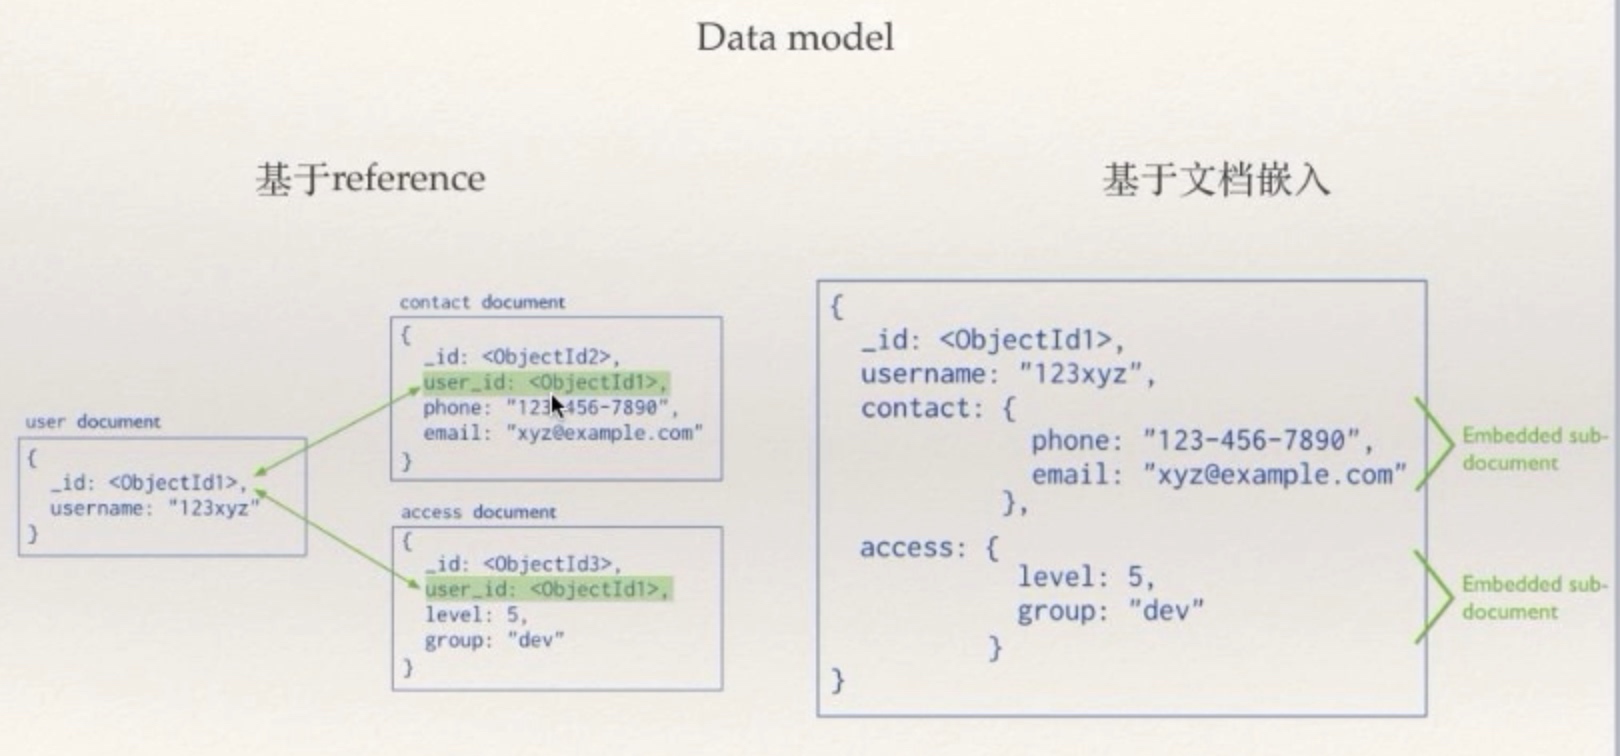 Data model
基于reference
基于文档嵌入
user document
{
_id: <ObjectId1>,
username: "123xyz"
}
contact document
{
_id: <ObjectId2>,
user_id: <ObjectId1>,
phone: "123-456-7890",
email: "xyz@example.com"
}
access document
{
_id: <ObjectId3>,
user_id: <ObjectId1>,
level: 5,
group: "dev"
}
{
_id: <ObjectId1>,
username: "123xyz",
contact: {
phone: "123-456-7890",
email: "xyz@example.com"
},
access: {
level: 5,
group: "dev"
}
}
Embedded sub-
document
Embedded sub-
document